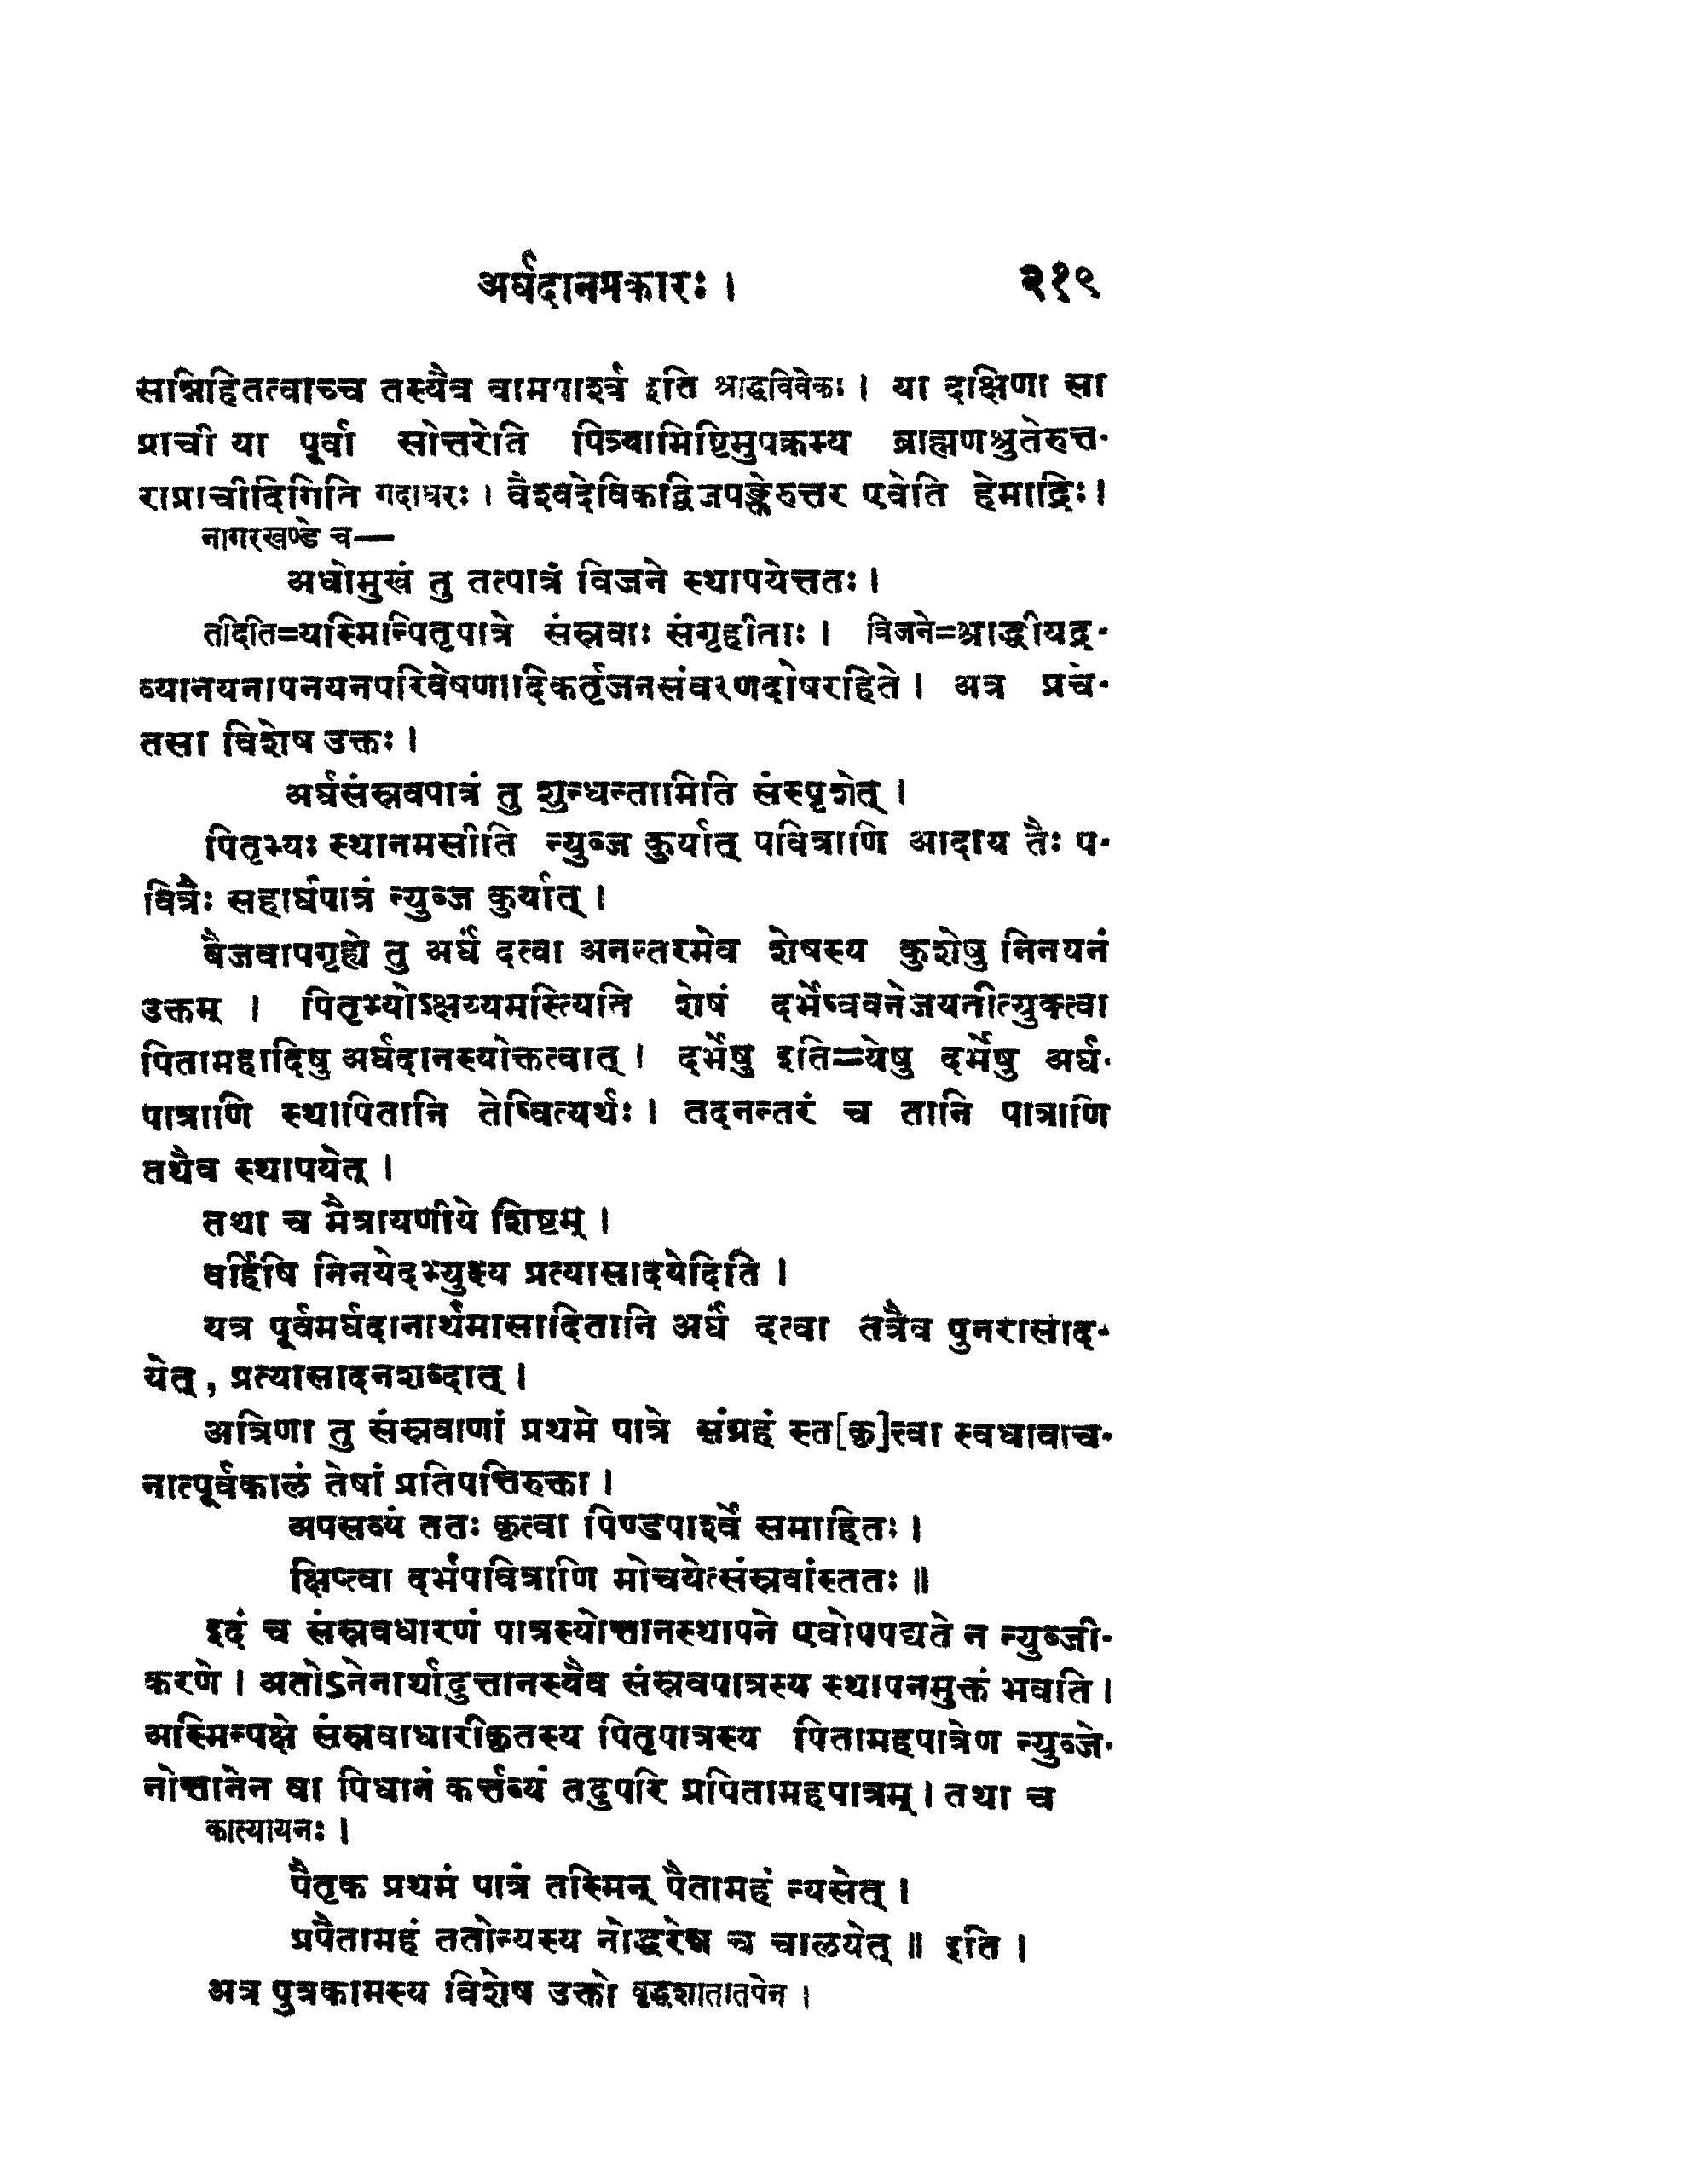 अर्घदानप्रकारः । २१९
सन्निहितत्वाच्च तस्यैव वामपार्श्व इति श्राद्धविवेकः । या दक्षिणा सा
प्राची या पूर्वा सोत्तरेति पित्र्यामिष्टिमुपक्रम्य ब्राह्मणश्रुतेरुत्त-
राप्राचीदिगिति गदाधरः । वैश्वदेविकद्विजपङ्क्तेरुत्तर एवेति हेमाद्रिः ।
नागरखण्डे च—
अधोमुखं तु तत्पात्रं विजने स्थापयेत्ततः ।
तदिति=यस्मिन्पितृपात्रे संस्रवाः संगृहीताः । विजने=श्राद्धीयद्र-
व्यानयनापनयनपरिवेषणादिकर्तृजनसंवरणदोषरहिते । अत्र प्रचे-
तसा विशेष उक्तः ।
अर्घसंस्रवपात्रं तु शुन्धन्तामिति संस्पृशेत् ।
पितृभ्यः स्थानमसीति न्युब्ज कुर्यात् पवित्राणि आदाय तैः प-
वित्रैः सहार्घपात्रं न्युब्ज कुर्यात् ।
बैजवापगृह्ये तु अर्घं दत्वा अनन्तरमेव शेषस्य कुशेषु निनयनं
उक्तम् । पितृभ्योऽक्षय्यमस्त्यिति शेषं दर्भेष्ववनेजयतीत्युक्त्वा
पितामहादिषु अर्घदानस्योक्तत्वात् । दर्भेषु इति=येषु दर्भेषु अर्घ-
पात्राणि स्थापितानि तेष्वित्यर्थः । तदनन्तरं च तानि पात्राणि
तथैव स्थापयेत् ।
तथा च मैत्रायणीये शिष्टम् ।
बर्हिषि निनयेदभ्युक्ष्य प्रत्यासादयेदिति ।
यत्र पूर्वमर्घदानार्थमासादितानि अर्घं दत्वा तत्रैव पुनरासाद-
येत् , प्रत्यासादनशब्दात् ।
अत्रिणा तु संस्रवाणां प्रथमे पात्रे संग्रहं स्त[कृ]त्वा स्वधावाच-
नात्पूर्वकालं तेषां प्रतिपत्तिरुक्ता ।
अपसव्यं ततः कृत्वा पिण्डपार्श्वे समाहितः ।
क्षिप्त्वा दर्भपवित्राणि मोचयेत्संस्रवांस्ततः ॥
इदं च संस्रवधारणं पात्रस्योत्तानस्थापने एवोपपद्यते न न्युब्जी-
करणे । अतोऽनेनार्थादुत्तानस्यैव संस्रवपात्रस्य स्थापनमुक्तं भवति ।
अस्मिन्पक्षे संस्रवाधारीकृतस्य पितृपात्रस्य पितामहपात्रेण न्युब्जे-
नोत्तानेन वा पिधानं कर्त्तव्यं तदुपरि प्रपितामहपात्रम् । तथा च
कात्यायनः ।
पैतृक प्रथमं पात्रं तस्मिन् पैतामहं न्यसेत् ।
प्रपैतामहं ततोन्यस्य नोद्धरेन्न च चालयेत् ॥ इति ।
अत्र पुत्रकामस्य विशेष उक्तो वृद्धशातातपेन ।